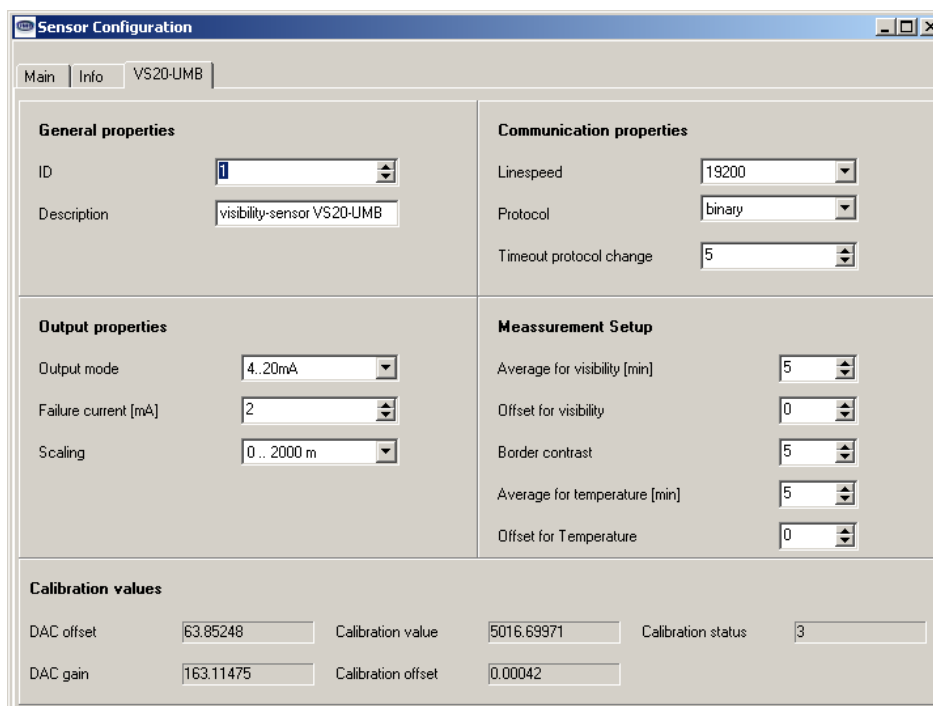 Sensor Configuration
Main Info VS20-UMB
General properties
ID 1
Description visibility-sensor VS20-UMB
Communication properties
Linespeed 19200
Protocol binary
Timeout protocol change 5
Output properties
Output mode 4..20mA
Failure current [mA] 2
Scaling 0 .. 2000 m
Meassurement Setup
Average for visibility [min] 5
Offset for visibility 0
Border contrast 5
Average for temperature [min] 5
Offset for Temperature 0
Calibration values
DAC offset 63.85248 Calibration value 5016.69971 Calibration status 3
DAC gain 163.11475 Calibration offset 0.00042